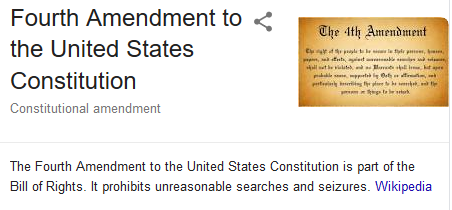 Fourth Amendment to
the United States
Constitution
Constitutional amendment
The 4th Amendment
The right of the people to be secure in their persons, houses,
papers, and effects, against unreasonable searches and seizures,
shall not be violated, and no Warrants shall issue, but upon
probable cause, supported by Oath or affirmation, and
particularly describing the place to be searched, and the
persons or things to be seized.
The Fourth Amendment to the United States Constitution is part of the
Bill of Rights. It prohibits unreasonable searches and seizures. Wikipedia